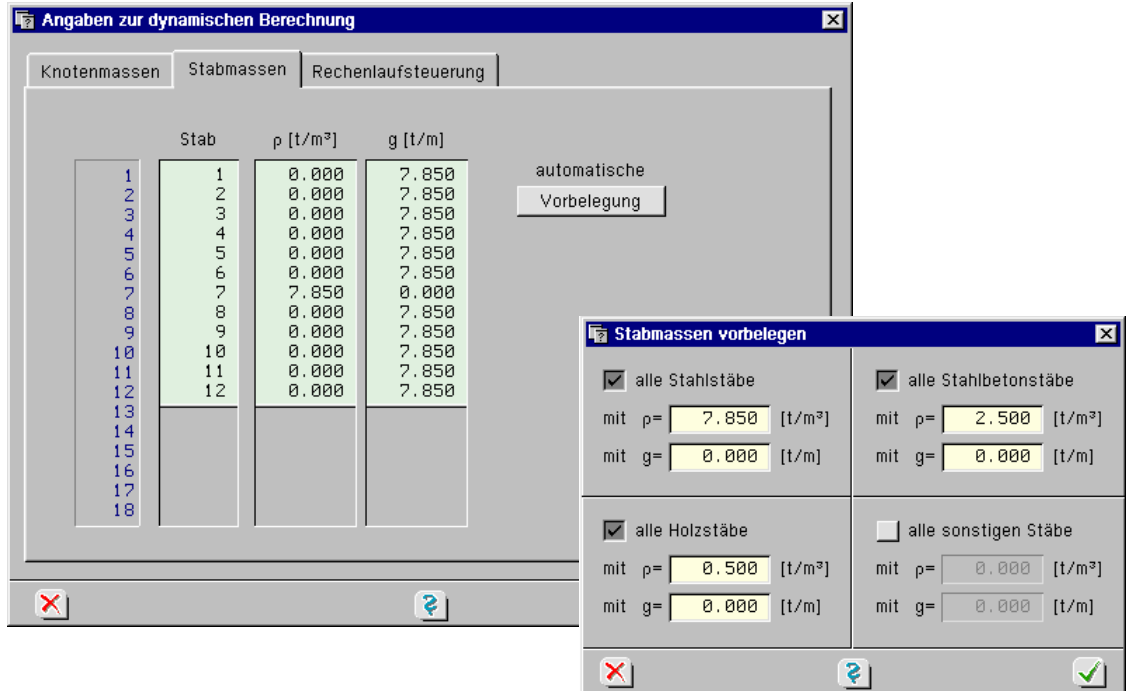 Angaben zur dynamischen Berechnung
Knotenmassen Stabmassen Rechenlaufsteuerung
Stab ρ [t/m³] g [t/m]
automatische
Vorbelegung
1 1 0.000 7.850
2 2 0.000 7.850
3 3 0.000 7.850
4 4 0.000 7.850
5 5 0.000 7.850
6 6 0.000 7.850
7 7 7.850 0.000
8 8 0.000 7.850
9 9 0.000 7.850
10 10 0.000 7.850
11 11 0.000 7.850
12 12 0.000 7.850
13
14
15
16
17
18
Stabmassen vorbelegen
alle Stahlstäbe
mit ρ= 7.850 [t/m³]
mit g= 0.000 [t/m]
alle Stahlbetonstäbe
mit ρ= 2.500 [t/m³]
mit g= 0.000 [t/m]
alle Holzstäbe
mit ρ= 0.500 [t/m³]
mit g= 0.000 [t/m]
alle sonstigen Stäbe
mit ρ= 0.000 [t/m³]
mit g= 0.000 [t/m]